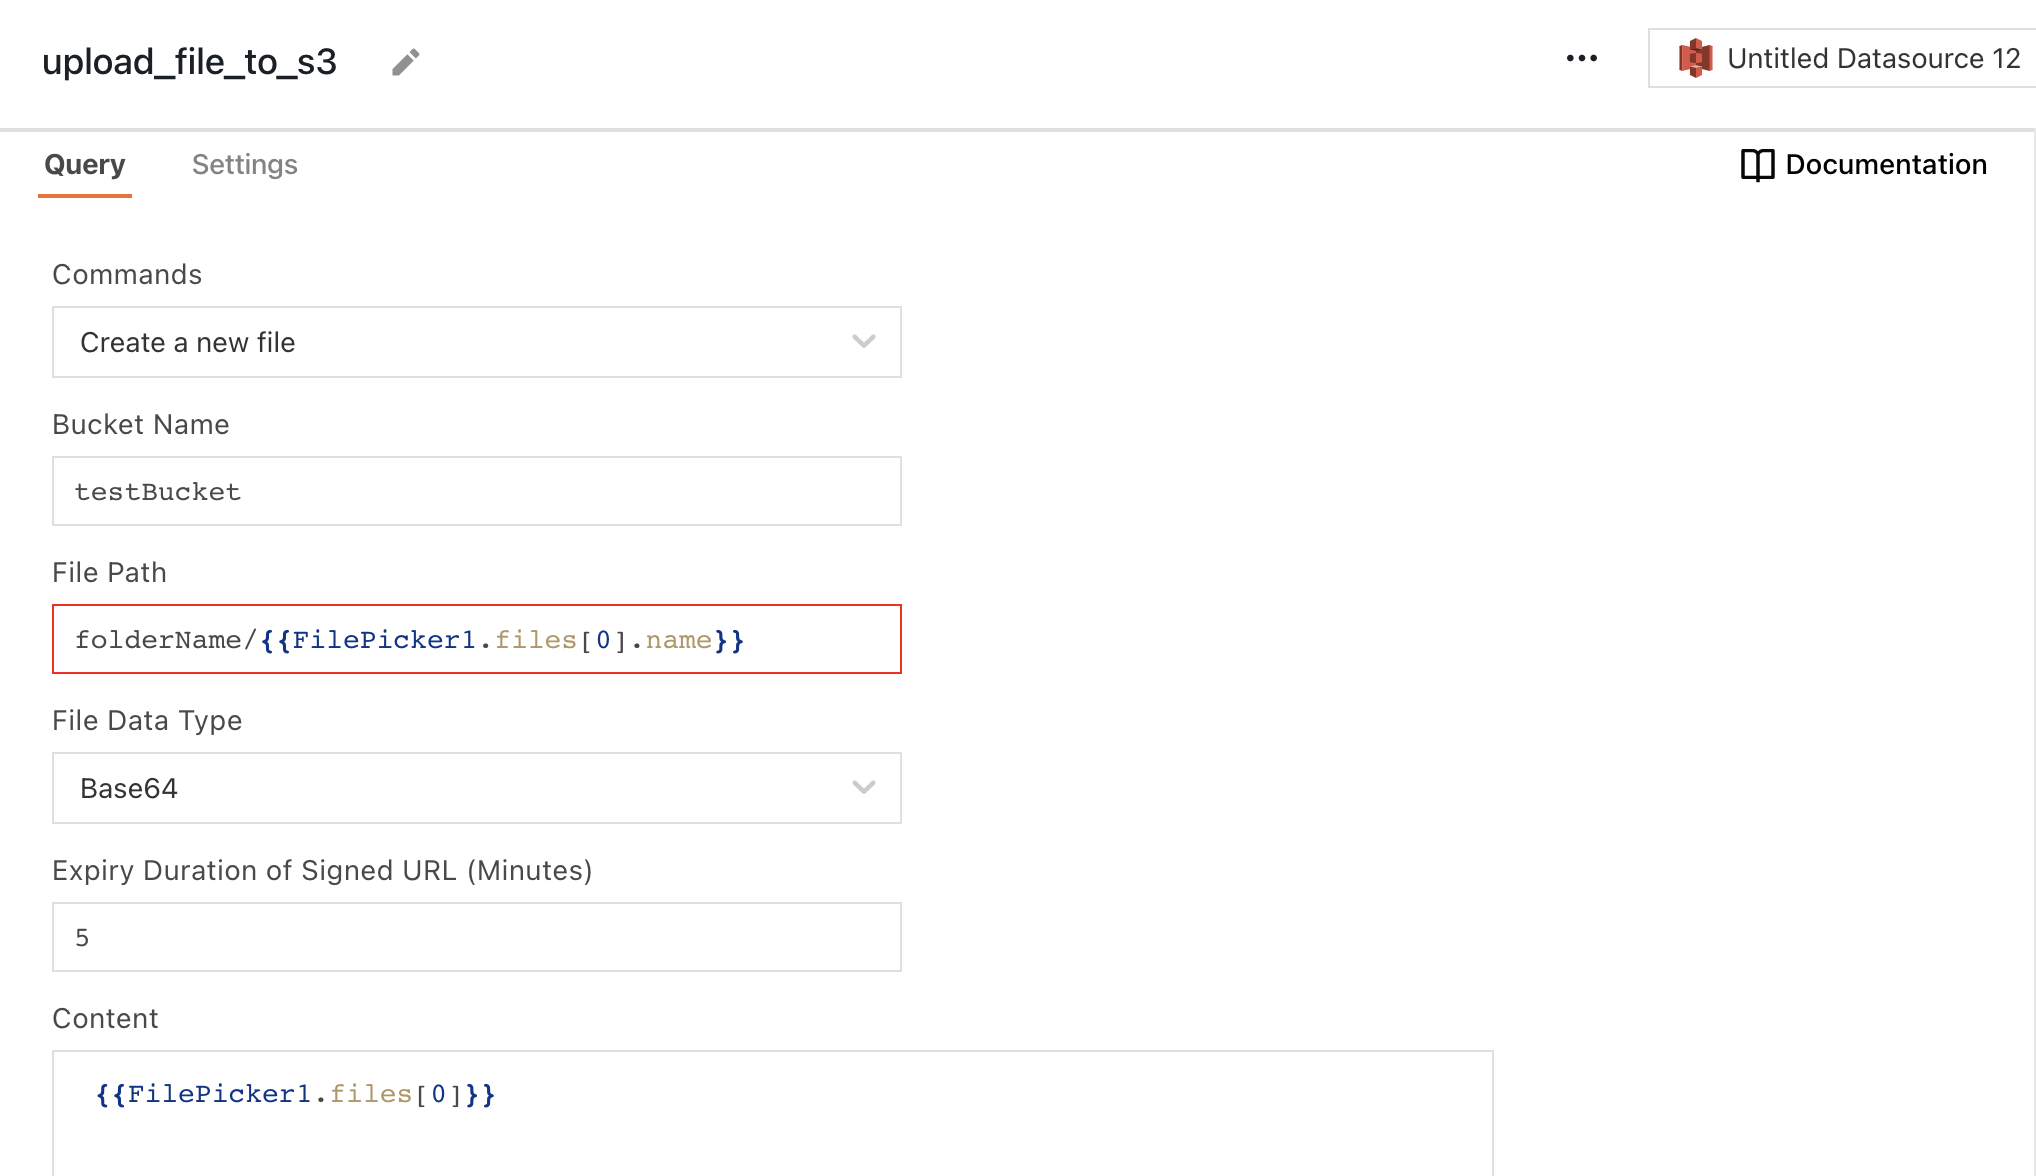 upload_file_to_s3
Untitled Datasource 12
Query Settings
Documentation
Commands
Create a new file
Bucket Name
testBucket
File Path
folderName/{{FilePicker1.files[0].name}}
File Data Type
Base64
Expiry Duration of Signed URL (Minutes)
5
Content
{{FilePicker1.files[0]}}